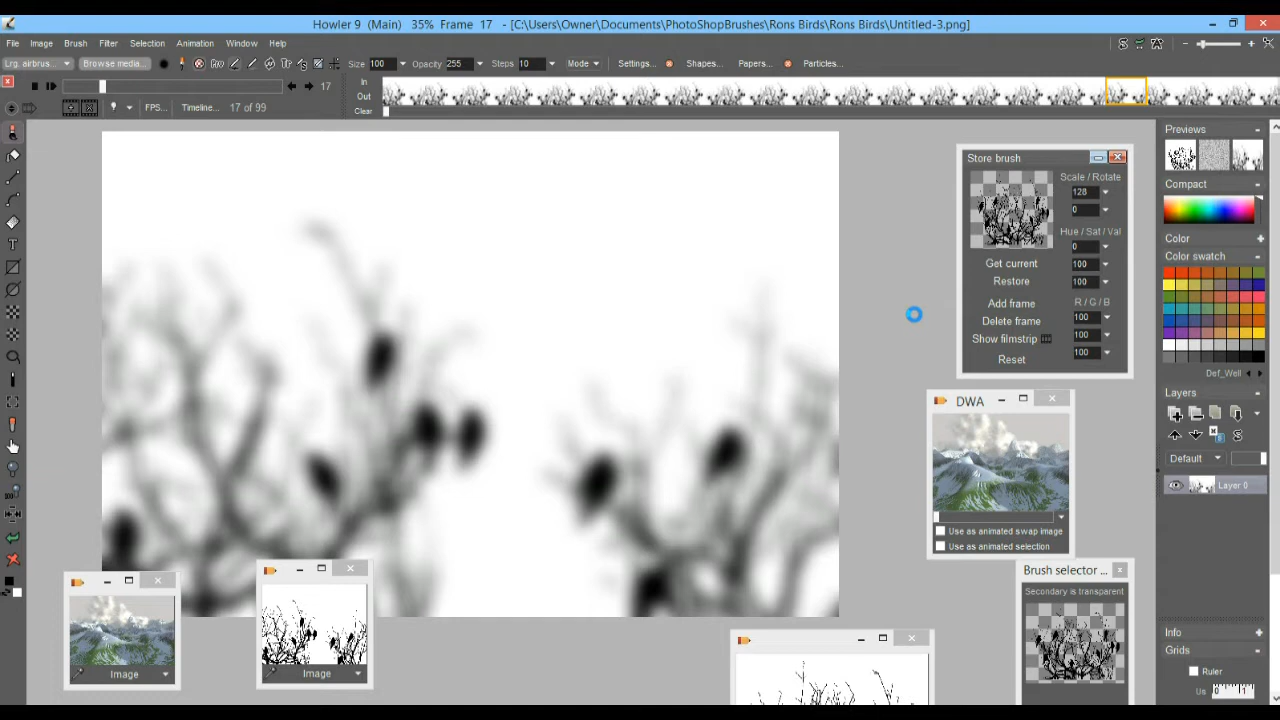 Howler 9 (Main) 35% Frame 17 - [C:\Users\Owner\Documents\PhotoShopBrushes\Rons Birds\Rons Birds\Untitled-3.png]
File Image Brush Filter Selection Animation Window Help
Lrg. airbrus... Browse media... Size 100 Opacity 255 Steps 10 Mode Settings... Shapes... Papers... Particles...
17 In
Out
FPS... Timeline... 17 of 99 Clear
Store brush
Scale / Rotate
128
0
Hue / Sat / Val
0
Get current 100
Restore 100
Add frame R / G / B
Delete frame 100
Show filmstrip 100
Reset 100
Previews
Compact
Color
Color swatch
Def_Well
Layers
Default
Layer 0
Info
Grids
Ruler
Us 0 1
DWA
Use as animated swap image
Use as animated selection
Brush selector ...
Secondary is transparent
Image
Image